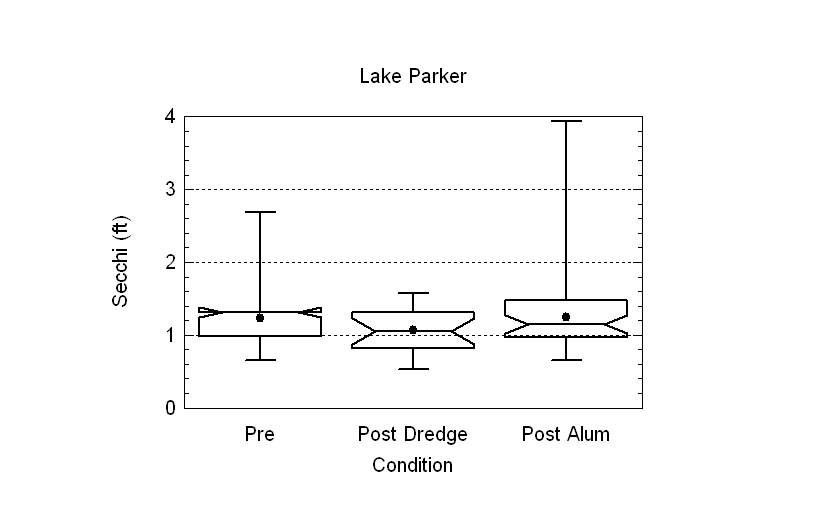 Lake Parker
4
3
2
1
0
Secchi (ft)
Pre Post Dredge Post Alum
Condition